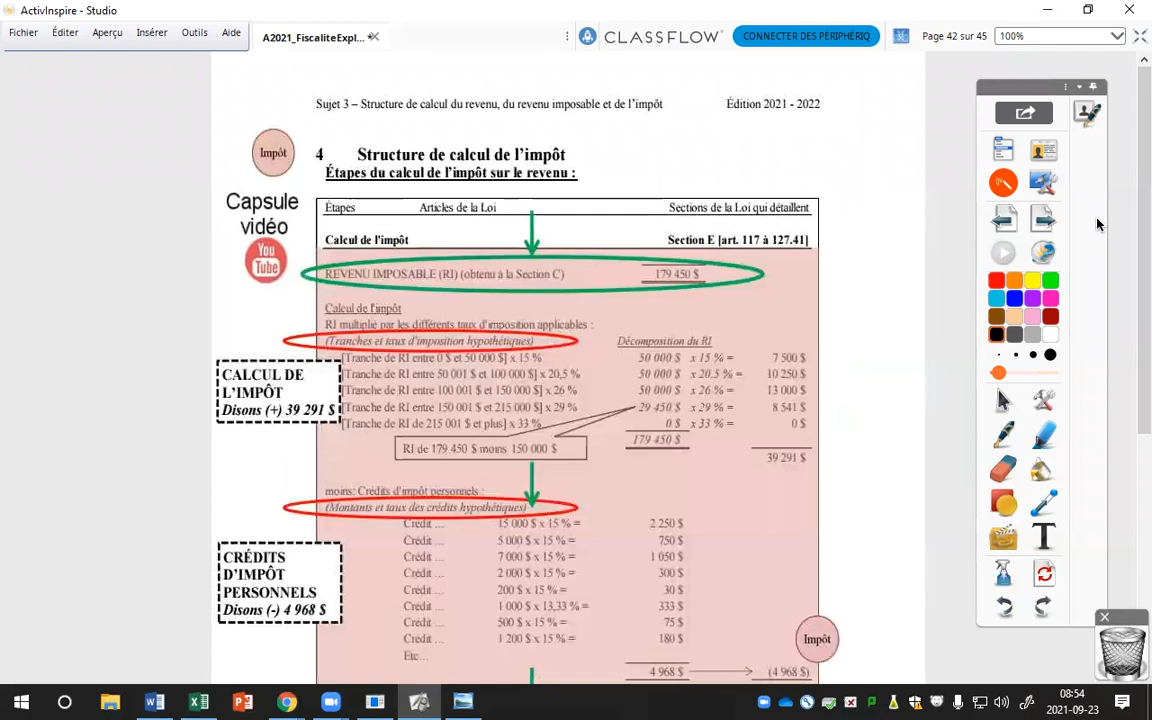 ActivInspire - Studio
Fichier Éditer Aperçu Insérer Outils Aide
A2021_FiscaliteExpl...
CLASSFLOW
CONNECTER DES PÉRIPHÉRIQ
Page 42 sur 45
100%
Sujet 3 – Structure de calcul du revenu, du revenu imposable et de l'impôt Édition 2021 - 2022
Impôt
4 Structure de calcul de l'impôt
Étapes du calcul de l'impôt sur le revenu :
Capsule
vidéo
You
Tube
Étapes Articles de la Loi Sections de la Loi qui détaillent
Calcul de l'impôt Section E [art. 117 à 127.41]
REVENU IMPOSABLE (RI) (obtenu à la Section C) 179 450 $
Calcul de l'impôt
RI multiplié par les différents taux d'imposition applicables :
(Tranches et taux d'imposition hypothétiques) Décomposition du RI
[Tranche de RI entre 0 $ et 50 000 $] x 15 % 50 000 $ x 15 % = 7 500 $
[Tranche de RI entre 50 001 $ et 100 000 $] x 20,5 % 50 000 $ x 20,5 % = 10 250 $
[Tranche de RI entre 100 001 $ et 150 000 $] x 26 % 50 000 $ x 26 % = 13 000 $
[Tranche de RI entre 150 001 $ et 215 000 $] x 29 % 29 450 $ x 29 % = 8 541 $
[Tranche de RI de 215 001 $ et plus] x 33 % 0 $ x 33 % = 0 $
179 450 $
RI de 179 450 $ moins 150 000 $
39 291 $
CALCUL DE
L'IMPÔT
Disons (+) 39 291 $
moins: Crédits d'impôt personnels :
(Montants et taux des crédits hypothétiques)
Crédit ... 15 000 $ x 15 % = 2 250 $
Crédit ... 5 000 $ x 15 % = 750 $
Crédit ... 7 000 $ x 15 % = 1 050 $
Crédit ... 2 000 $ x 15 % = 300 $
Crédit ... 200 $ x 15 % = 30 $
Crédit ... 1 000 $ x 13,33 % = 333 $
Crédit ... 500 $ x 15 % = 75 $
Crédit ... 1 200 $ x 15 % = 180 $
Etc...
4 968 $ (4 968 $)
CRÉDITS
D'IMPÔT
PERSONNELS
Disons (-) 4 968 $
Impôt
T
08:54
2021-09-23